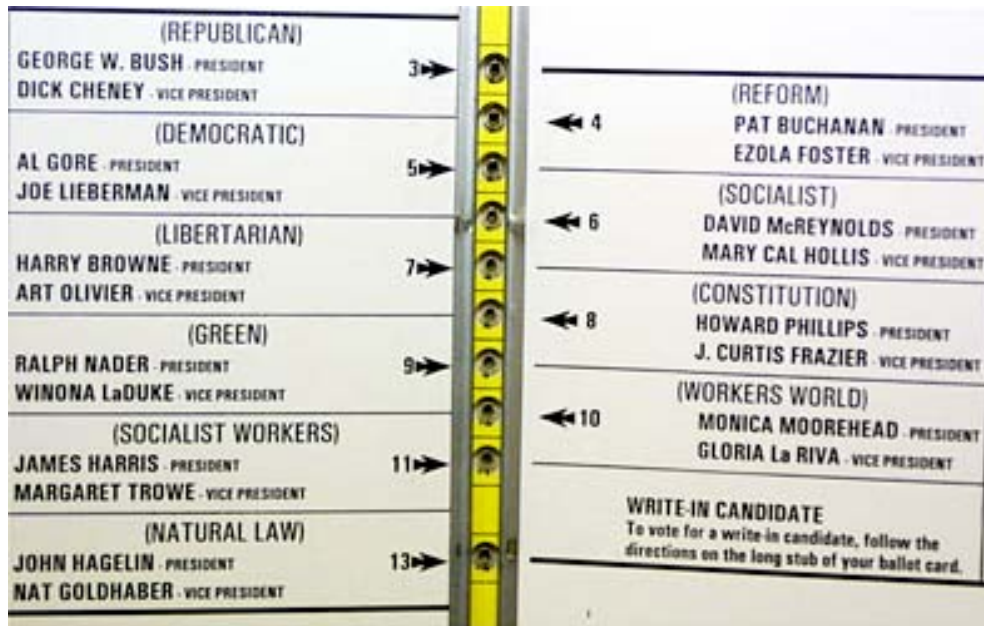 (REPUBLICAN)
GEORGE W. BUSH - PRESIDENT
DICK CHENEY - VICE PRESIDENT
3
(DEMOCRATIC)
AL GORE - PRESIDENT
JOE LIEBERMAN - VICE PRESIDENT
5
(LIBERTARIAN)
HARRY BROWNE - PRESIDENT
ART OLIVIER - VICE PRESIDENT
7
(GREEN)
RALPH NADER - PRESIDENT
WINONA LaDUKE - VICE PRESIDENT
9
(SOCIALIST WORKERS)
JAMES HARRIS - PRESIDENT
MARGARET TROWE - VICE PRESIDENT
11
(NATURAL LAW)
JOHN HAGELIN - PRESIDENT
NAT GOLDHABER - VICE PRESIDENT
13
(REFORM)
4
PAT BUCHANAN - PRESIDENT
EZOLA FOSTER - VICE PRESIDENT
(SOCIALIST)
6
DAVID McREYNOLDS - PRESIDENT
MARY CAL HOLLIS - VICE PRESIDENT
(CONSTITUTION)
8
HOWARD PHILLIPS - PRESIDENT
J. CURTIS FRAZIER - VICE PRESIDENT
(WORKERS WORLD)
10
MONICA MOOREHEAD - PRESIDENT
GLORIA La RIVA - VICE PRESIDENT
WRITE-IN CANDIDATE
To vote for a write-in candidate, follow the
directions on the long stub of your ballot card.